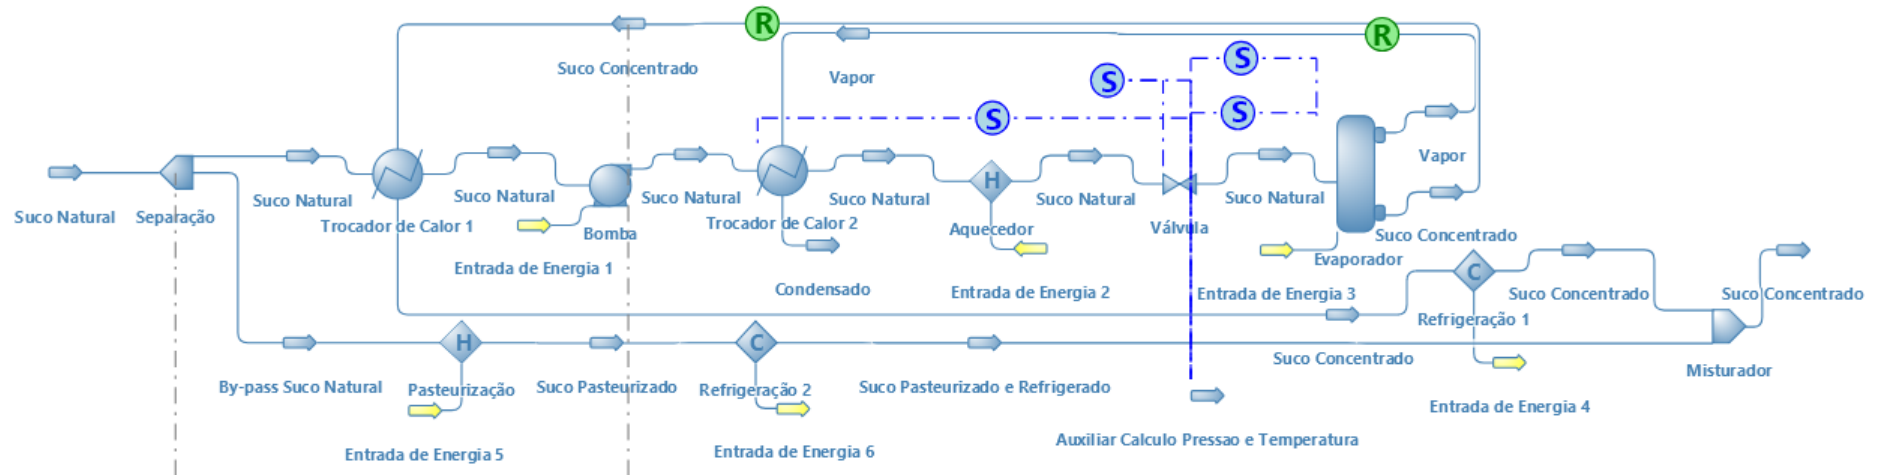 R
R
Suco Concentrado
Vapor
S
S
S
S
Vapor
Suco Natural
Separação
Suco Natural
Trocador de Calor 1
Suco Natural
Bomba
Suco Natural
Trocador de Calor 2
Suco Natural
H
Aquecedor
Suco Natural
Válvula
Suco Natural
Suco Concentrado
Evaporador
Entrada de Energia 1
Condensado
Entrada de Energia 2
Entrada de Energia 3
C
Refrigeração 1
Suco Concentrado
Suco Concentrado
Suco Concentrado
Misturador
Entrada de Energia 4
By-pass Suco Natural
H
Pasteurização
Suco Pasteurizado
C
Refrigeração 2
Suco Pasteurizado e Refrigerado
Auxiliar Calculo Pressao e Temperatura
Entrada de Energia 5
Entrada de Energia 6